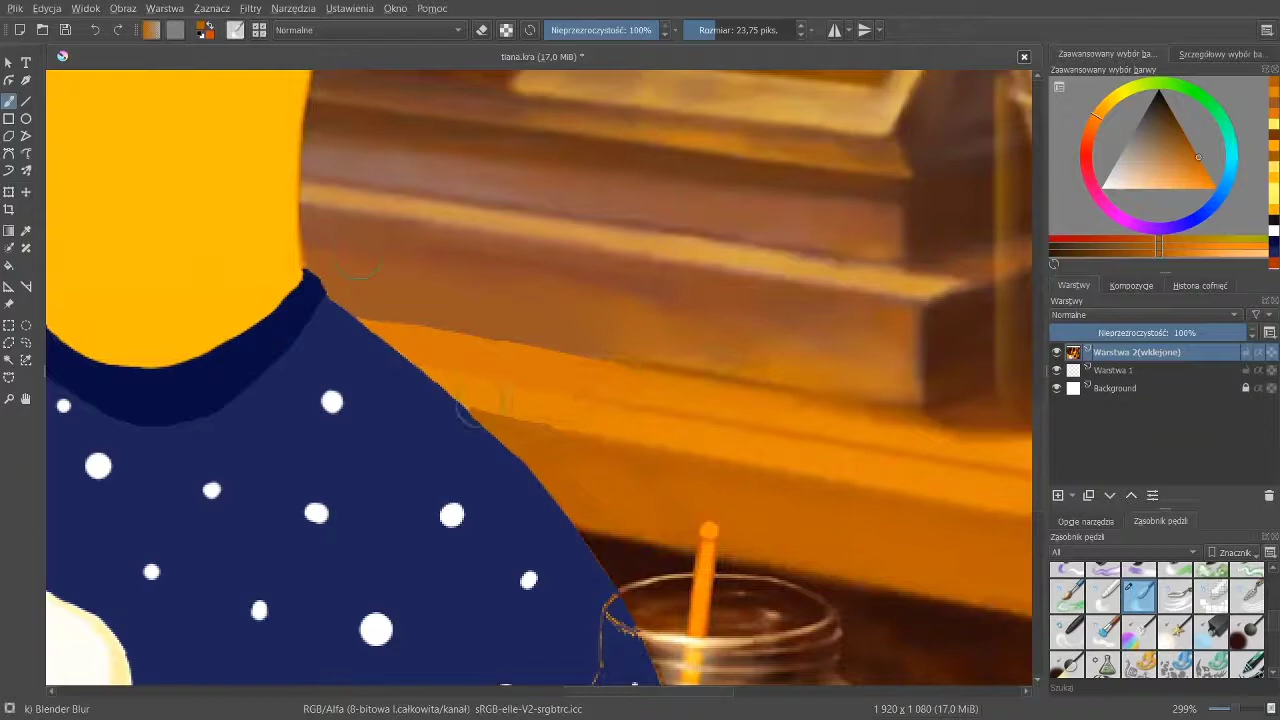 Plik Edycja Widok Obraz Warstwa Zaznacz Filtry Narzędzia Ustawienia Okno Pomoc
Normalne Nieprzezroczystość: 100% Rozmiar: 23,75 piks.
tiana.kra (17,0 MiB) *
Zaawansowany wybór ba... Szczegółowy wybór ba...
Zaawansowany wybór barwy
Warstwy Kompozycje Historia cofnięć
Warstwy
Normalne
Nieprzezroczystość: 100%
Warstwa 2(wklejone)
Warstwa 1
Background
Opcje narzędzia Zasobnik pędzli
Zasobnik pędzli
All Znacznik
Szukaj
k) Blender Blur RGB/Alfa (8-bitowa l.całkowita/kanał) sRGB-elle-V2-srgbtrc.icc 1 920 x 1 080 (17,0 MiB) 299%